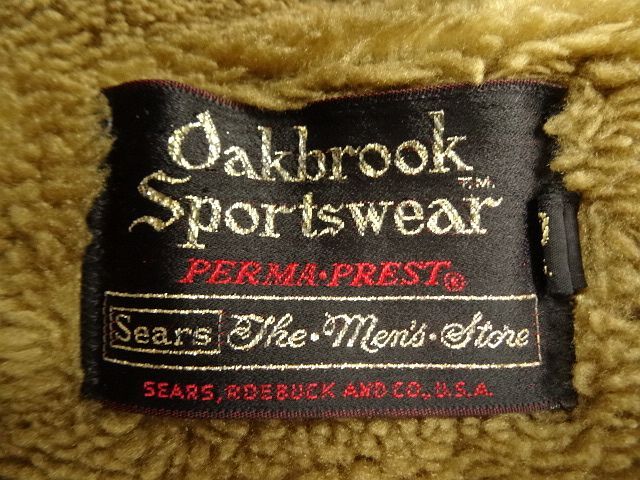 Oakbrook
Sportswear T.M.
PERMA·PREST®
Sears The·Men's·Store
SEARS, ROEBUCK AND CO., U.S.A.